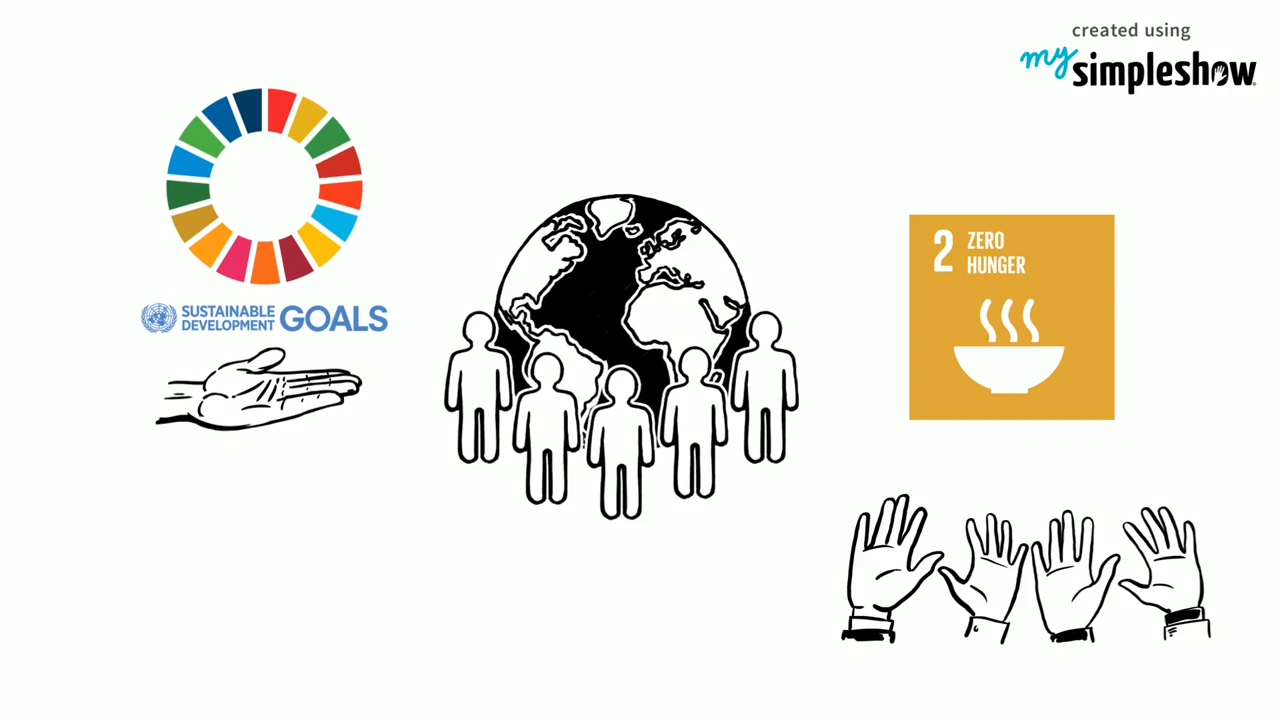 created using
my simpleshow
SUSTAINABLE
DEVELOPMENT GOALS
2 ZERO
HUNGER